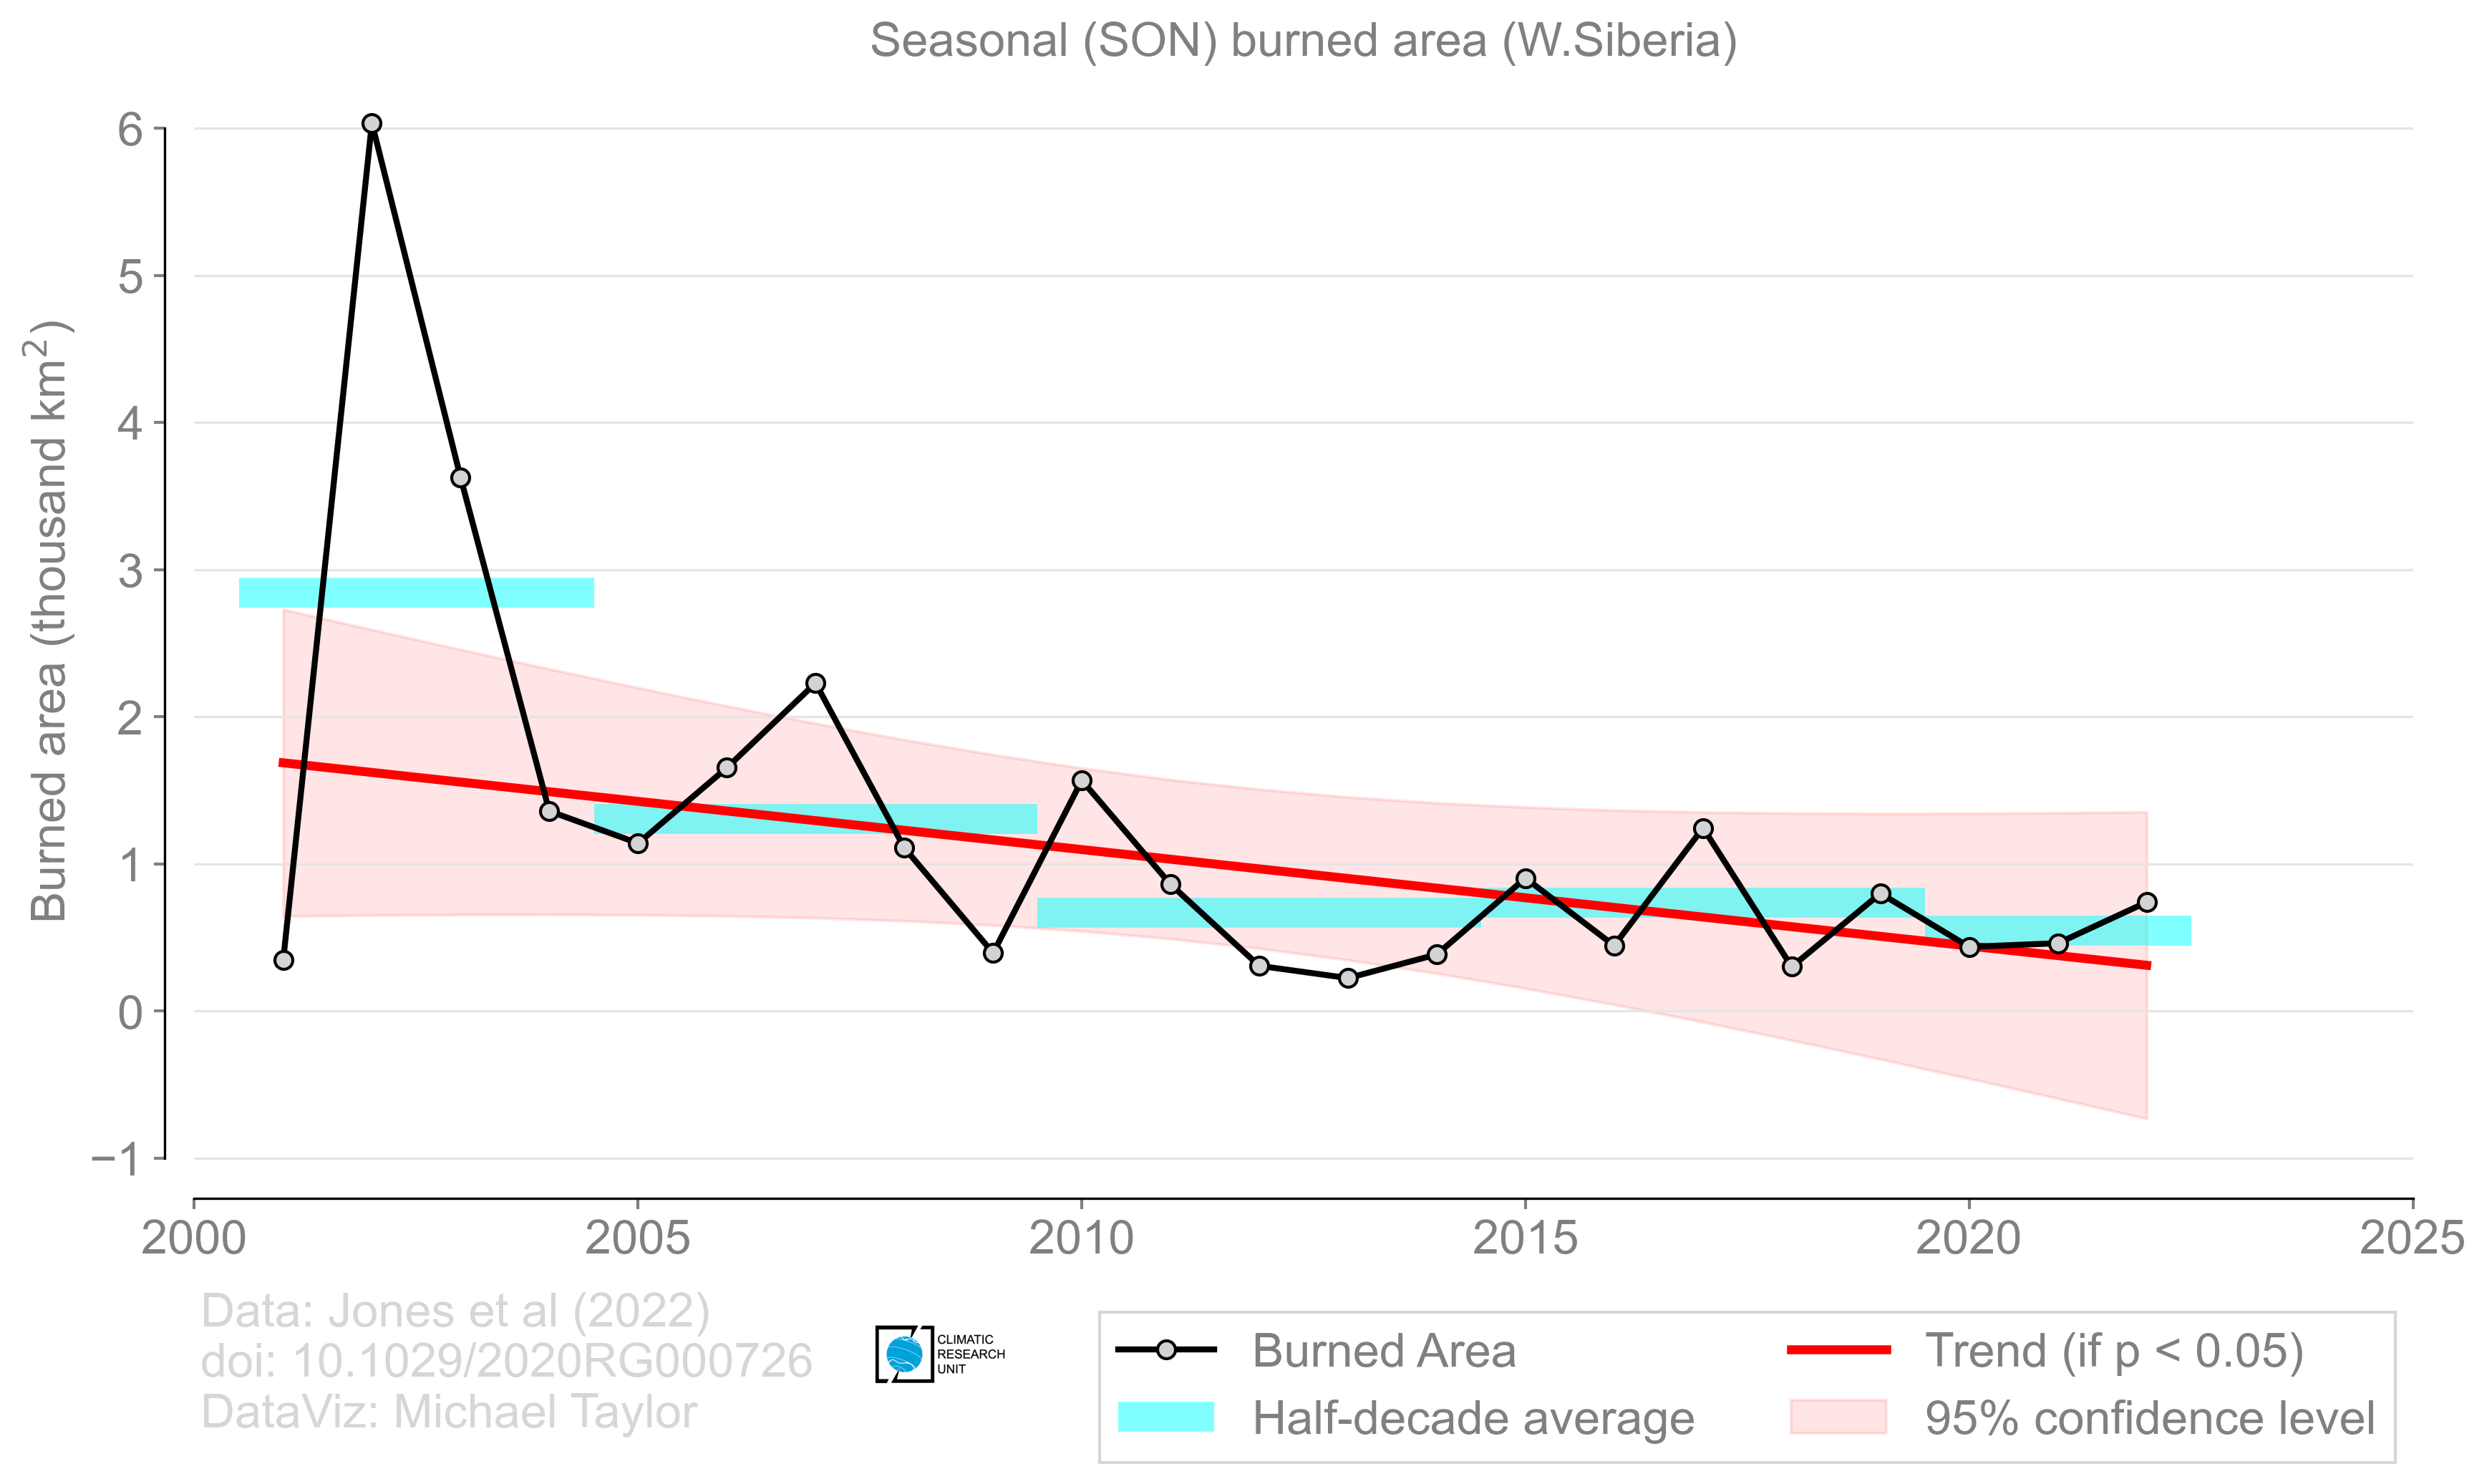 Seasonal (SON) burned area (W.Siberia)
Burned area (thousand km²)
6
5
4
3
2
1
0
−1
2000 2005 2010 2015 2020 2025
Data: Jones et al (2022)
doi: 10.1029/2020RG000726
DataViz: Michael Taylor
CLIMATIC
RESEARCH
UNIT
Burned Area
Half-decade average
Trend (if p < 0.05)
95% confidence level